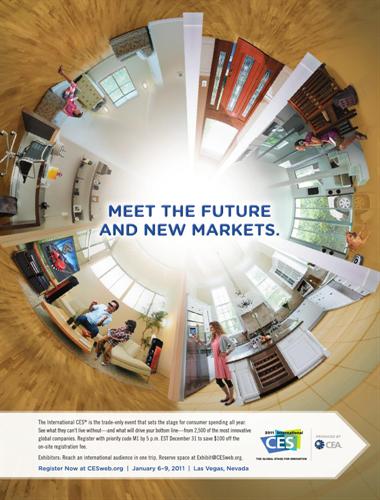 MEET THE FUTURE
AND NEW MARKETS.
The International CES® is the trade-only event that sets the stage for consumer spending all year.
See what they can't live without—and what will drive your bottom line—from 2,500 of the most innovative
global companies. Register with priority code M1 by 5 p.m. EST December 31 to save $100 off the
on-site registration fee.
Exhibitors: Reach an international audience in one trip. Reserve space at Exhibit@CESweb.org.
Register Now at CESweb.org | January 6–9, 2011 | Las Vegas, Nevada
2011 International
CES
THE GLOBAL STAGE FOR INNOVATION
PRODUCED BY
CEA